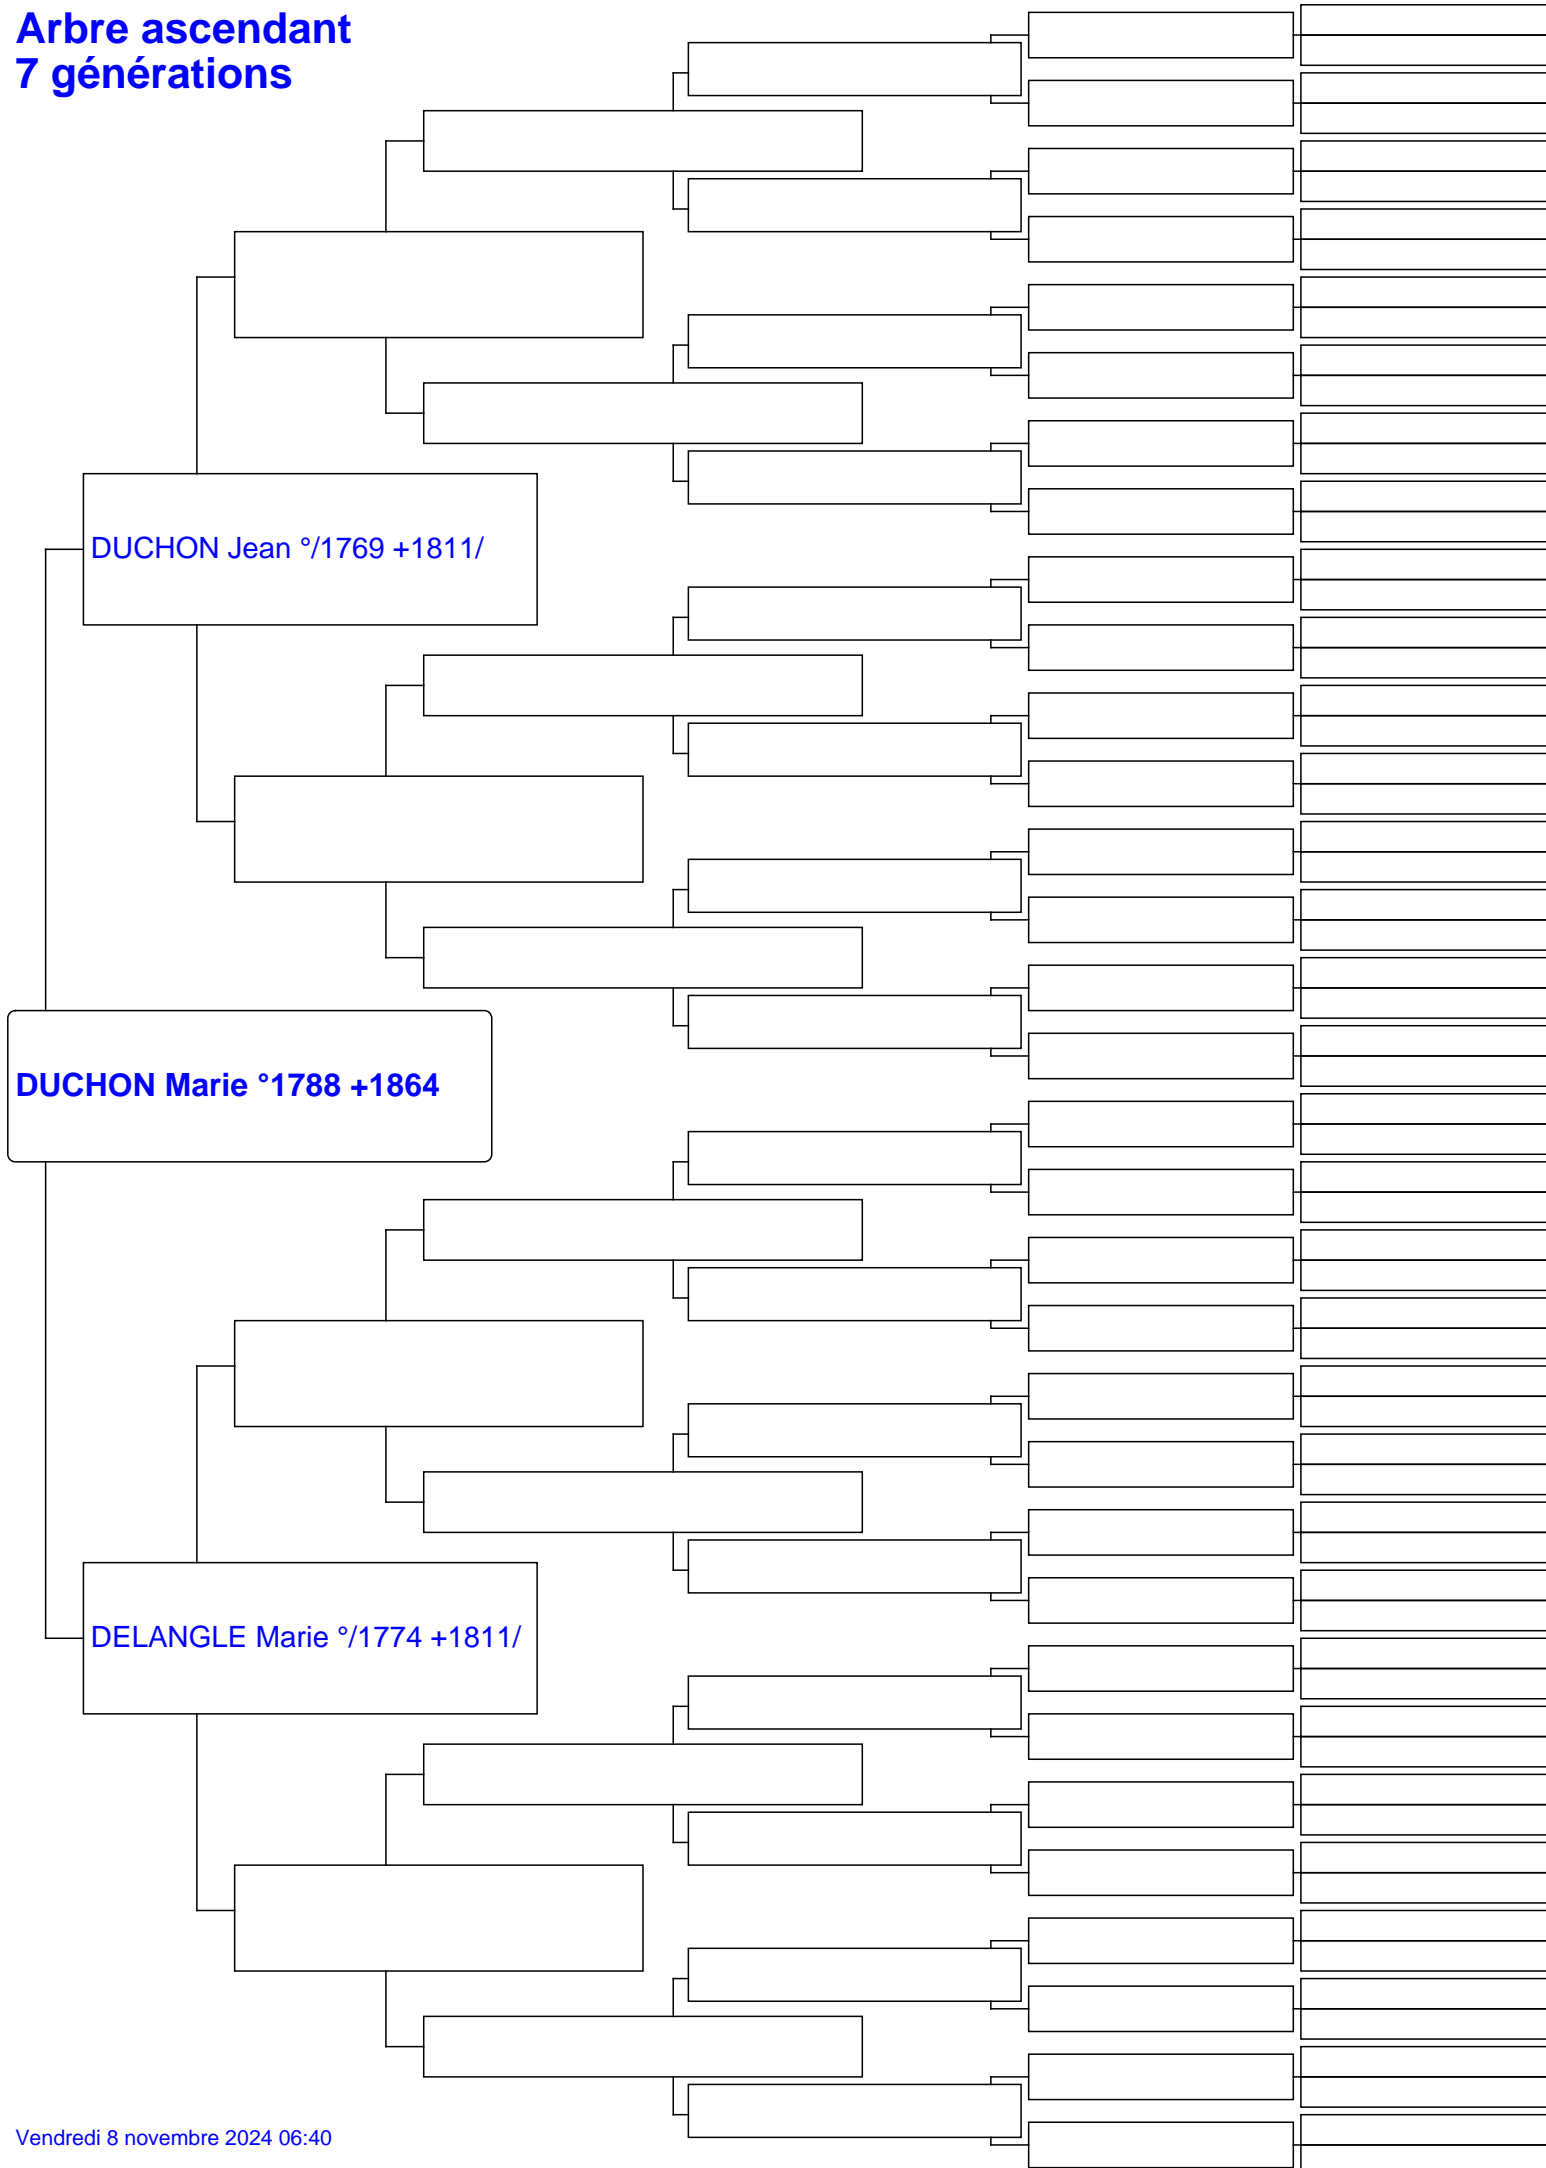 Arbre ascendant
7 générations
DUCHON Jean °/1769 +1811/
DUCHON Marie °1788 +1864
DELANGLE Marie °/1774 +1811/
Vendredi 8 novembre 2024 06:40